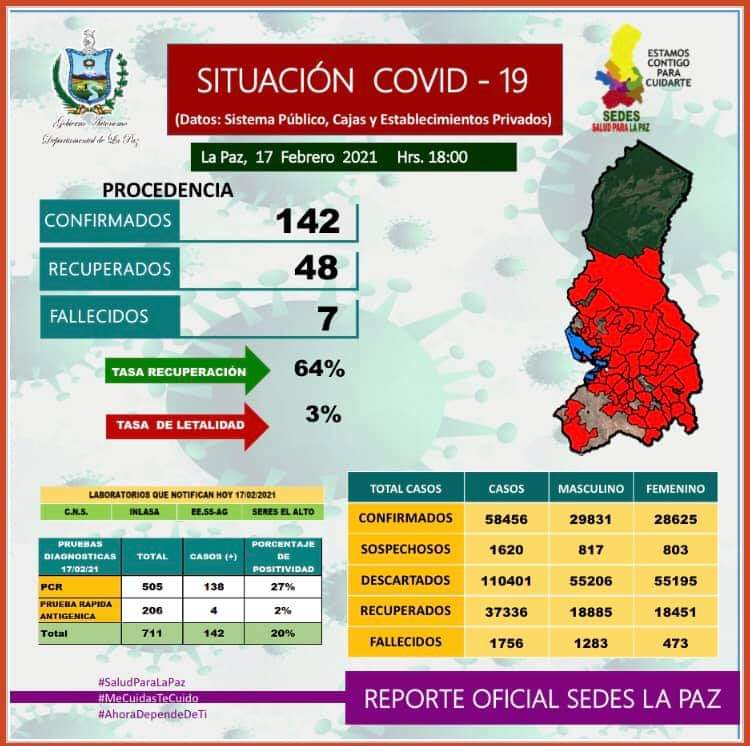 Gobierno Autónomo
Departamental de La Paz
SITUACIÓN COVID - 19
(Datos: Sistema Público, Cajas y Establecimientos Privados)
ESTAMOS
CONTIGO
PARA
CUIDARTE
SEDES
SALUD PARA LA PAZ
La Paz, 17 Febrero 2021 Hrs. 18:00
PROCEDENCIA
CONFIRMADOS 142
RECUPERADOS 48
FALLECIDOS 7
TASA RECUPERACIÓN 64%
TASA DE LETALIDAD 3%
LABORATORIOS QUE NOTIFICAN HOY 17/02/2021
C.N.S. INLASA EE.SS-AG SERES EL ALTO
PRUEBAS
DIAGNOSTICAS
17/02/21 TOTAL CASOS (+) PORCENTAJE
DE
POSITIVIDAD
PCR 505 138 27%
PRUEBA RAPIDA
ANTIGENICA 206 4 2%
Total 711 142 20%
TOTAL CASOS CASOS MASCULINO FEMENINO
CONFIRMADOS 58456 29831 28625
SOSPECHOSOS 1620 817 803
DESCARTADOS 110401 55206 55195
RECUPERADOS 37336 18885 18451
FALLECIDOS 1756 1283 473
#SaludParaLaPaz
#MeCuidasTeCuido
#AhoraDependeDeTi
REPORTE OFICIAL SEDES LA PAZ